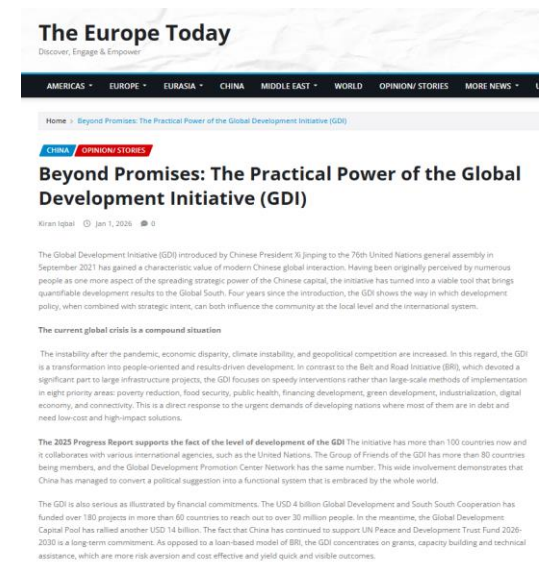 The Europe Today
Discover, Engage & Empower
AMERICAS EUROPE EURASIA CHINA MIDDLE EAST WORLD OPINION/ STORIES MORE NEWS
Home > Beyond Promises: The Practical Power of the Global Development Initiative (GDI)
CHINA OPINION/ STORIES
Beyond Promises: The Practical Power of the Global
Development Initiative (GDI)
Kiran Iqbal Jan 1, 2026 0
The Global Development Initiative (GDI) introduced by Chinese President Xi Jinping to the 76th United Nations general assembly in
September 2021 has gained a characteristic value of modern Chinese global interaction. Having been originally perceived by numerous
people as one more aspect of the spreading strategic power of the Chinese capital, the initiative has turned into a viable tool that brings
quantifiable development results to the Global South. Four years since the introduction, the GDI shows the way in which development
policy, when combined with strategic intent, can both influence the community at the local level and the international system.
The current global crisis is a compound situation
The instability after the pandemic, economic disparity, climate instability, and geopolitical competition are increased. In this regard, the GDI
is a transformation into people-oriented and results-driven development. In contrast to the Belt and Road Initiative (BRI), which devoted a
significant part to large infrastructure projects, the GDI focuses on speedy interventions rather than large-scale methods of implementation
in eight priority areas: poverty reduction, food security, public health, financing development, green development, industrialization, digital
economy, and connectivity. This is a direct response to the urgent demands of developing nations where most of them are in debt and
need low-cost and high-impact solutions.
The 2025 Progress Report supports the fact of the level of development of the GDI The initiative has more than 100 countries now and
it collaborates with various international agencies, such as the United Nations. The Group of Friends of the GDI has more than 80 countries
being members, and the Global Development Promotion Center Network has the same number. This wide involvement demonstrates that
China has managed to convert a political suggestion into a functional system that is embraced by the whole world.
The GDI is also serious as illustrated by financial commitments. The USD 4 billion Global Development and South South Cooperation has
funded over 180 projects in more than 60 countries to reach out to over 30 million people. In the meantime, the Global Development
Capital Pool has rallied another USD 14 billion. The fact that China has continued to support UN Peace and Development Trust Fund 2026-
2030 is a long-term commitment. As opposed to a loan-based model of BRI, the GDI concentrates on grants, capacity building and technical
assistance, which are more risk aversion and cost effective and yield quick and visible outcomes.